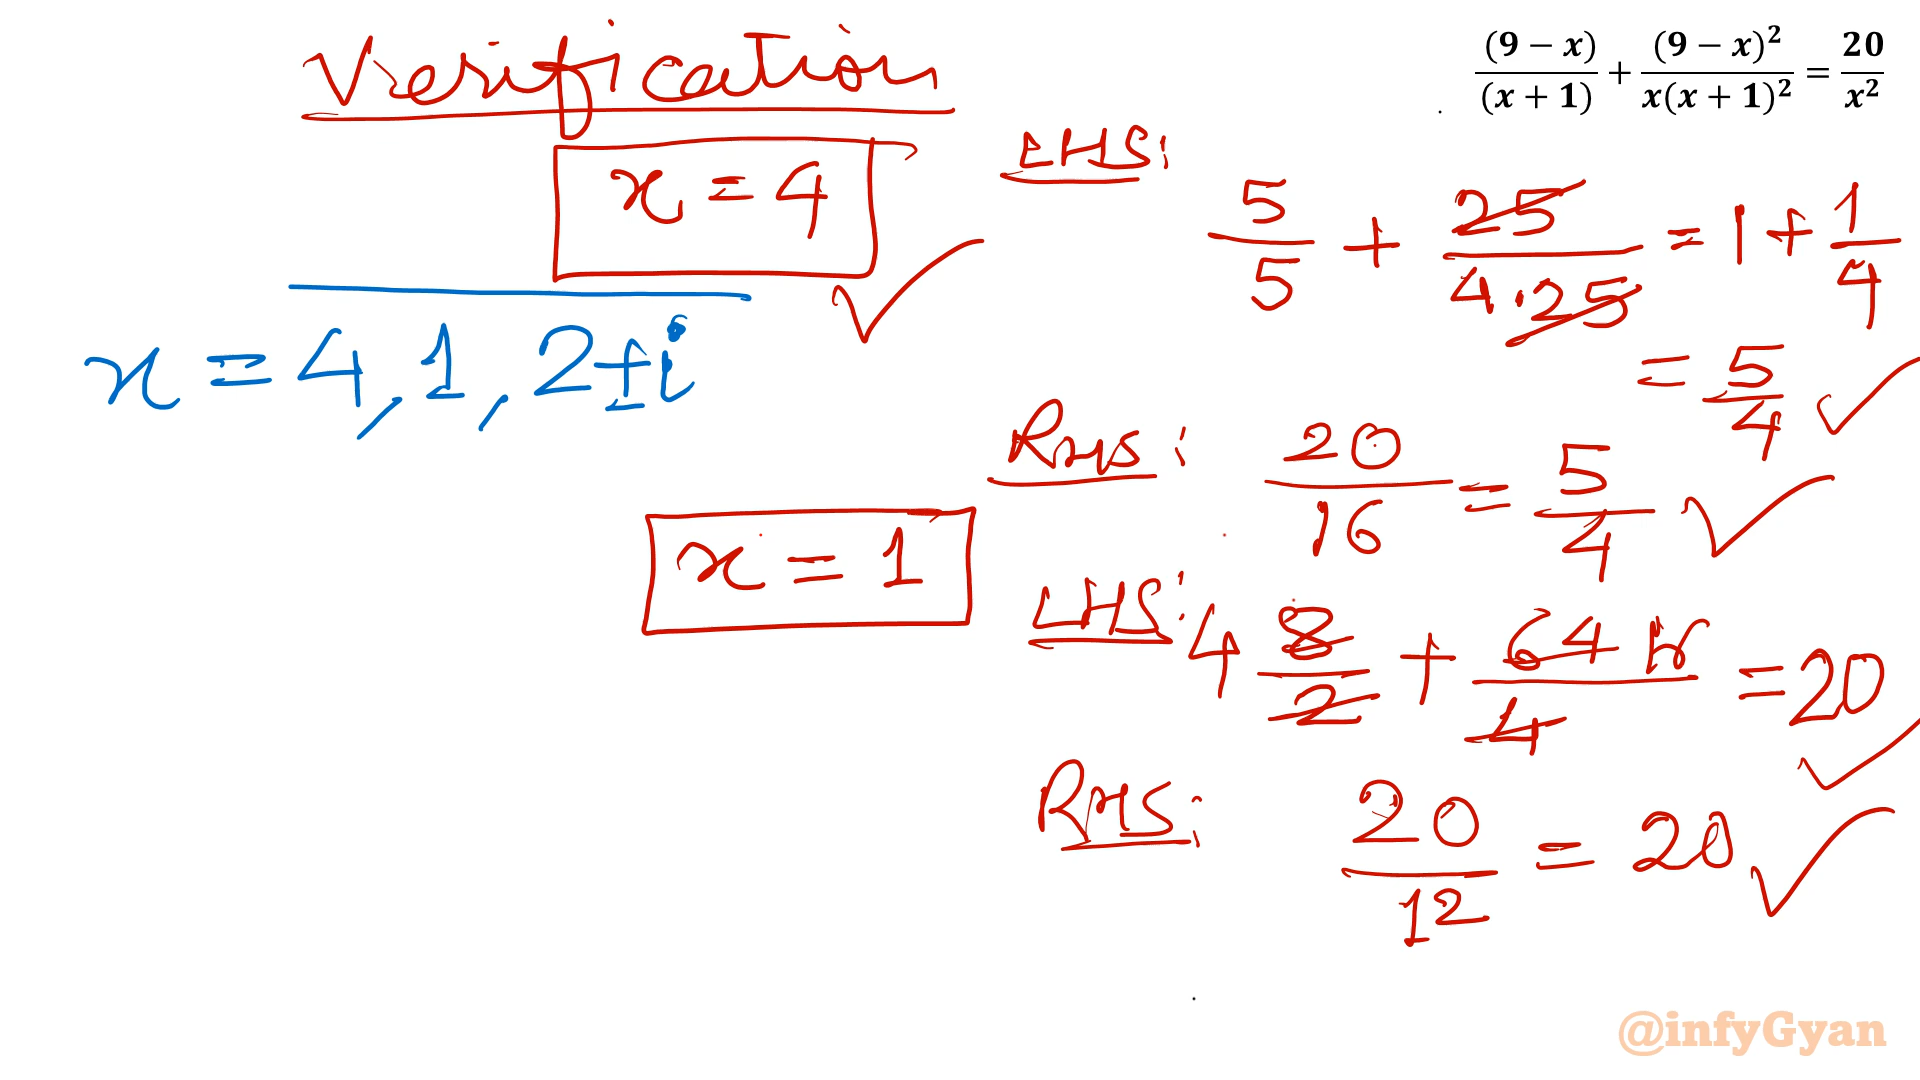 Verification
(9 − x)/(x + 1) + (9 − x)²/x(x + 1)² = 20/x²
x = 4
LHS:
5/5 + 25/4·25 = 1 + 1/4
= 5/4
x = 4, 1, 2 ± i
RHS: 20/16 = 5/4
x = 1
LHS: 4 8/2 + 64 16/4 = 20
RHS: 20/1² = 20
@infyGyan